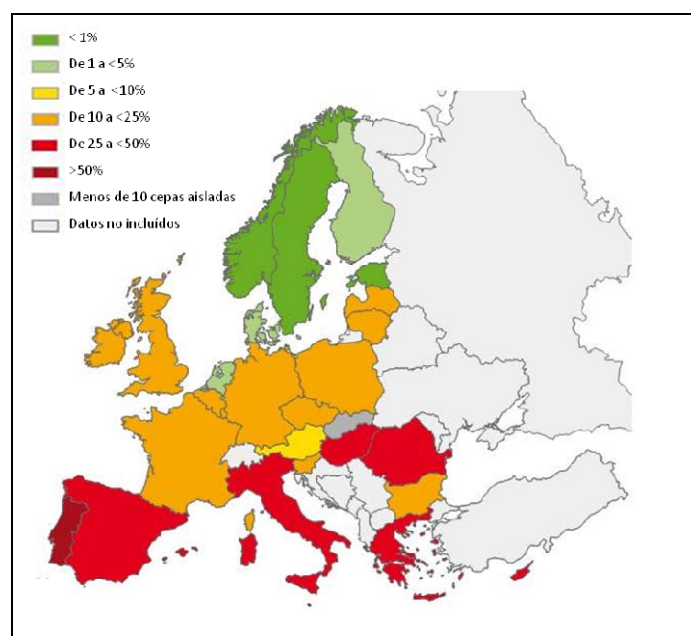 < 1%
De 1 a <5%
De 5 a <10%
De 10 a <25%
De 25 a <50%
>50%
Menos de 10 cepas aisladas
Datos no incluídos